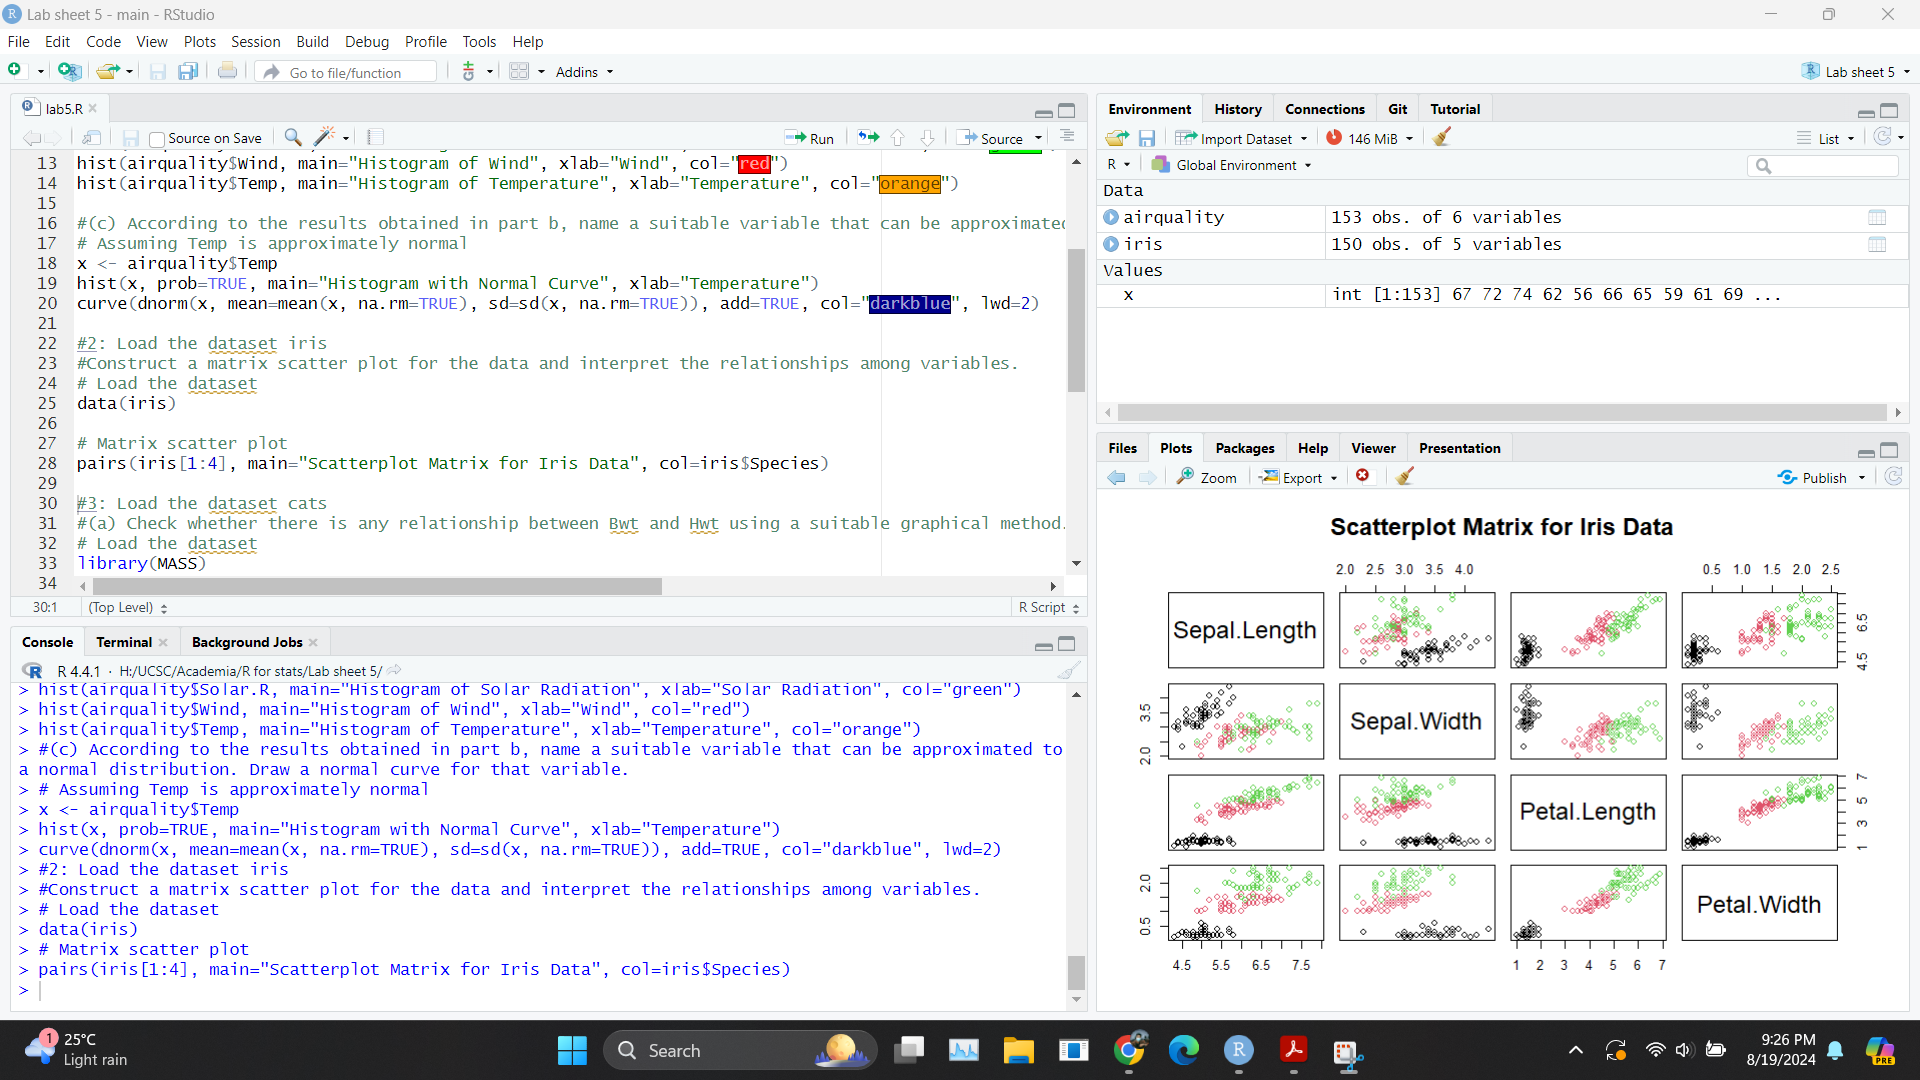 Lab sheet 5 - main - RStudio
File Edit Code View Plots Session Build Debug Profile Tools Help
Go to file/function Addins Lab sheet 5
lab5.R
Source on Save Run Source
13 hist(airquality$Wind, main="Histogram of Wind", xlab="Wind", col="red")
14 hist(airquality$Temp, main="Histogram of Temperature", xlab="Temperature", col="orange")
15
16 #(c) According to the results obtained in part b, name a suitable variable that can be approximated
17 # Assuming Temp is approximately normal
18 x <- airquality$Temp
19 hist(x, prob=TRUE, main="Histogram with Normal Curve", xlab="Temperature")
20 curve(dnorm(x, mean=mean(x, na.rm=TRUE), sd=sd(x, na.rm=TRUE)), add=TRUE, col="darkblue", lwd=2)
21
22 #2: Load the dataset iris
23 #Construct a matrix scatter plot for the data and interpret the relationships among variables.
24 # Load the dataset
25 data(iris)
26
27 # Matrix scatter plot
28 pairs(iris[1:4], main="Scatterplot Matrix for Iris Data", col=iris$Species)
29
30 #3: Load the dataset cats
31 #(a) Check whether there is any relationship between Bwt and Hwt using a suitable graphical method.
32 # Load the dataset
33 library(MASS)
34
30:1 (Top Level) R Script
Console Terminal Background Jobs
R 4.4.1 · H:/UCSC/Academia/R for stats/Lab sheet 5/
> hist(airquality$Solar.R, main="Histogram of Solar Radiation", xlab="Solar Radiation", col="green")
> hist(airquality$Wind, main="Histogram of Wind", xlab="Wind", col="red")
> hist(airquality$Temp, main="Histogram of Temperature", xlab="Temperature", col="orange")
> #(c) According to the results obtained in part b, name a suitable variable that can be approximated to
a normal distribution. Draw a normal curve for that variable.
> # Assuming Temp is approximately normal
> x <- airquality$Temp
> hist(x, prob=TRUE, main="Histogram with Normal Curve", xlab="Temperature")
> curve(dnorm(x, mean=mean(x, na.rm=TRUE), sd=sd(x, na.rm=TRUE)), add=TRUE, col="darkblue", lwd=2)
> #2: Load the dataset iris
> #Construct a matrix scatter plot for the data and interpret the relationships among variables.
> # Load the dataset
> data(iris)
> # Matrix scatter plot
> pairs(iris[1:4], main="Scatterplot Matrix for Iris Data", col=iris$Species)
>
Environment History Connections Git Tutorial
Import Dataset 146 MiB List
R Global Environment
Data
airquality 153 obs. of 6 variables
iris 150 obs. of 5 variables
Values
x int [1:153] 67 72 74 62 56 66 65 59 61 69 ...
Files Plots Packages Help Viewer Presentation
Zoom Export Publish
Scatterplot Matrix for Iris Data
2.0 2.5 3.0 3.5 4.0 0.5 1.0 1.5 2.0 2.5
Sepal.Length
4.5 6.5
Sepal.Width
2.0 3.5
Petal.Length
1 3 5 7
Petal.Width
0.5 2.0
4.5 5.5 6.5 7.5 1 2 3 4 5 6 7
1 25°C
Light rain
Search
PRE
9:26 PM
8/19/2024